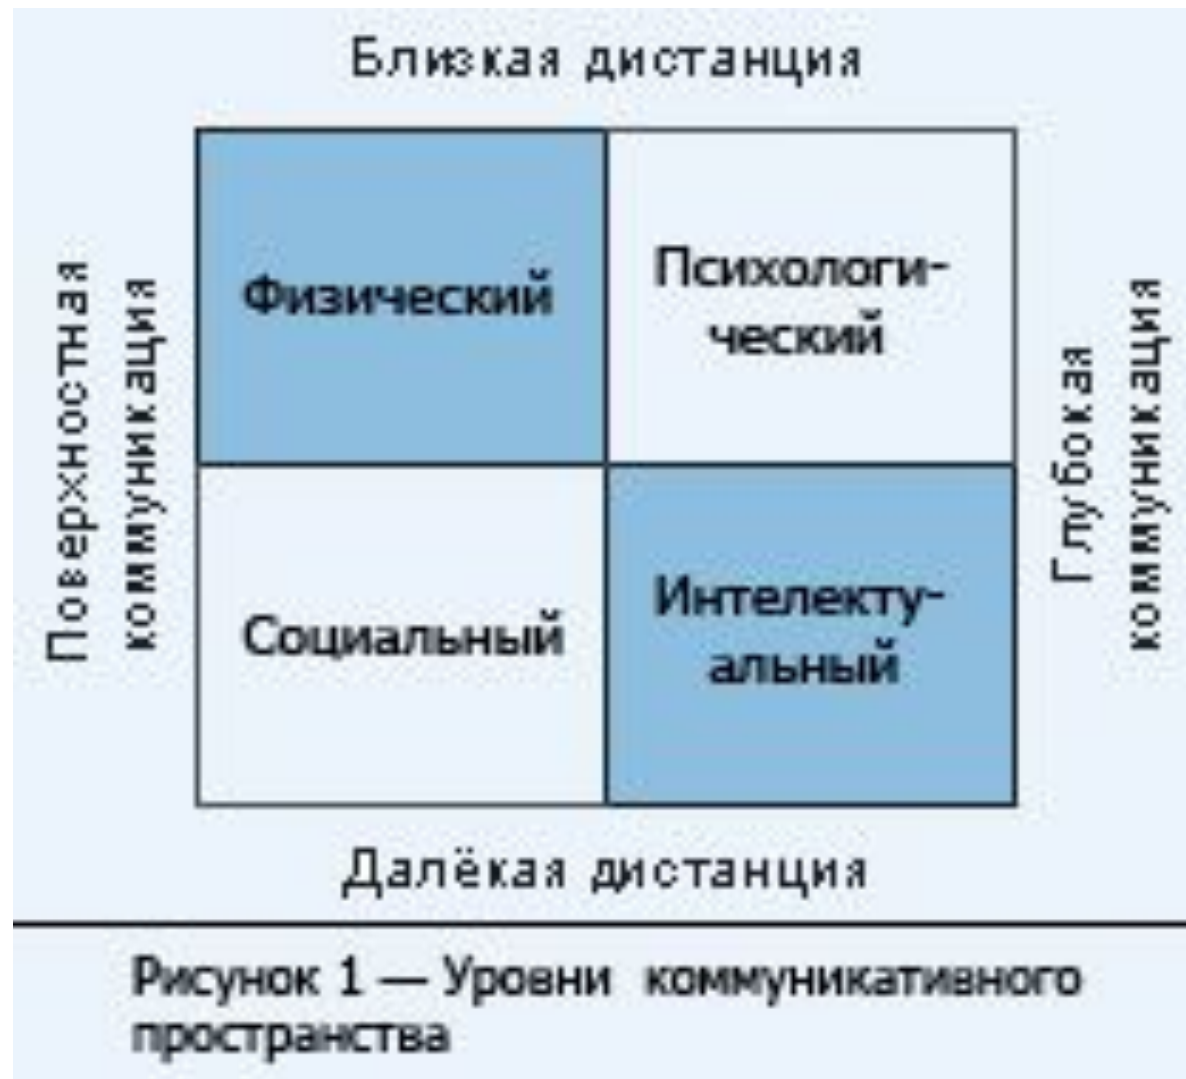 Близкая дистанция
Поверхностная
коммуникация
Физический
Психологи-
ческий
Социальный
Интелекту-
альный
Глубокая
коммуникация
Далёкая дистанция
Рисунок 1 — Уровни коммуникативного
пространства